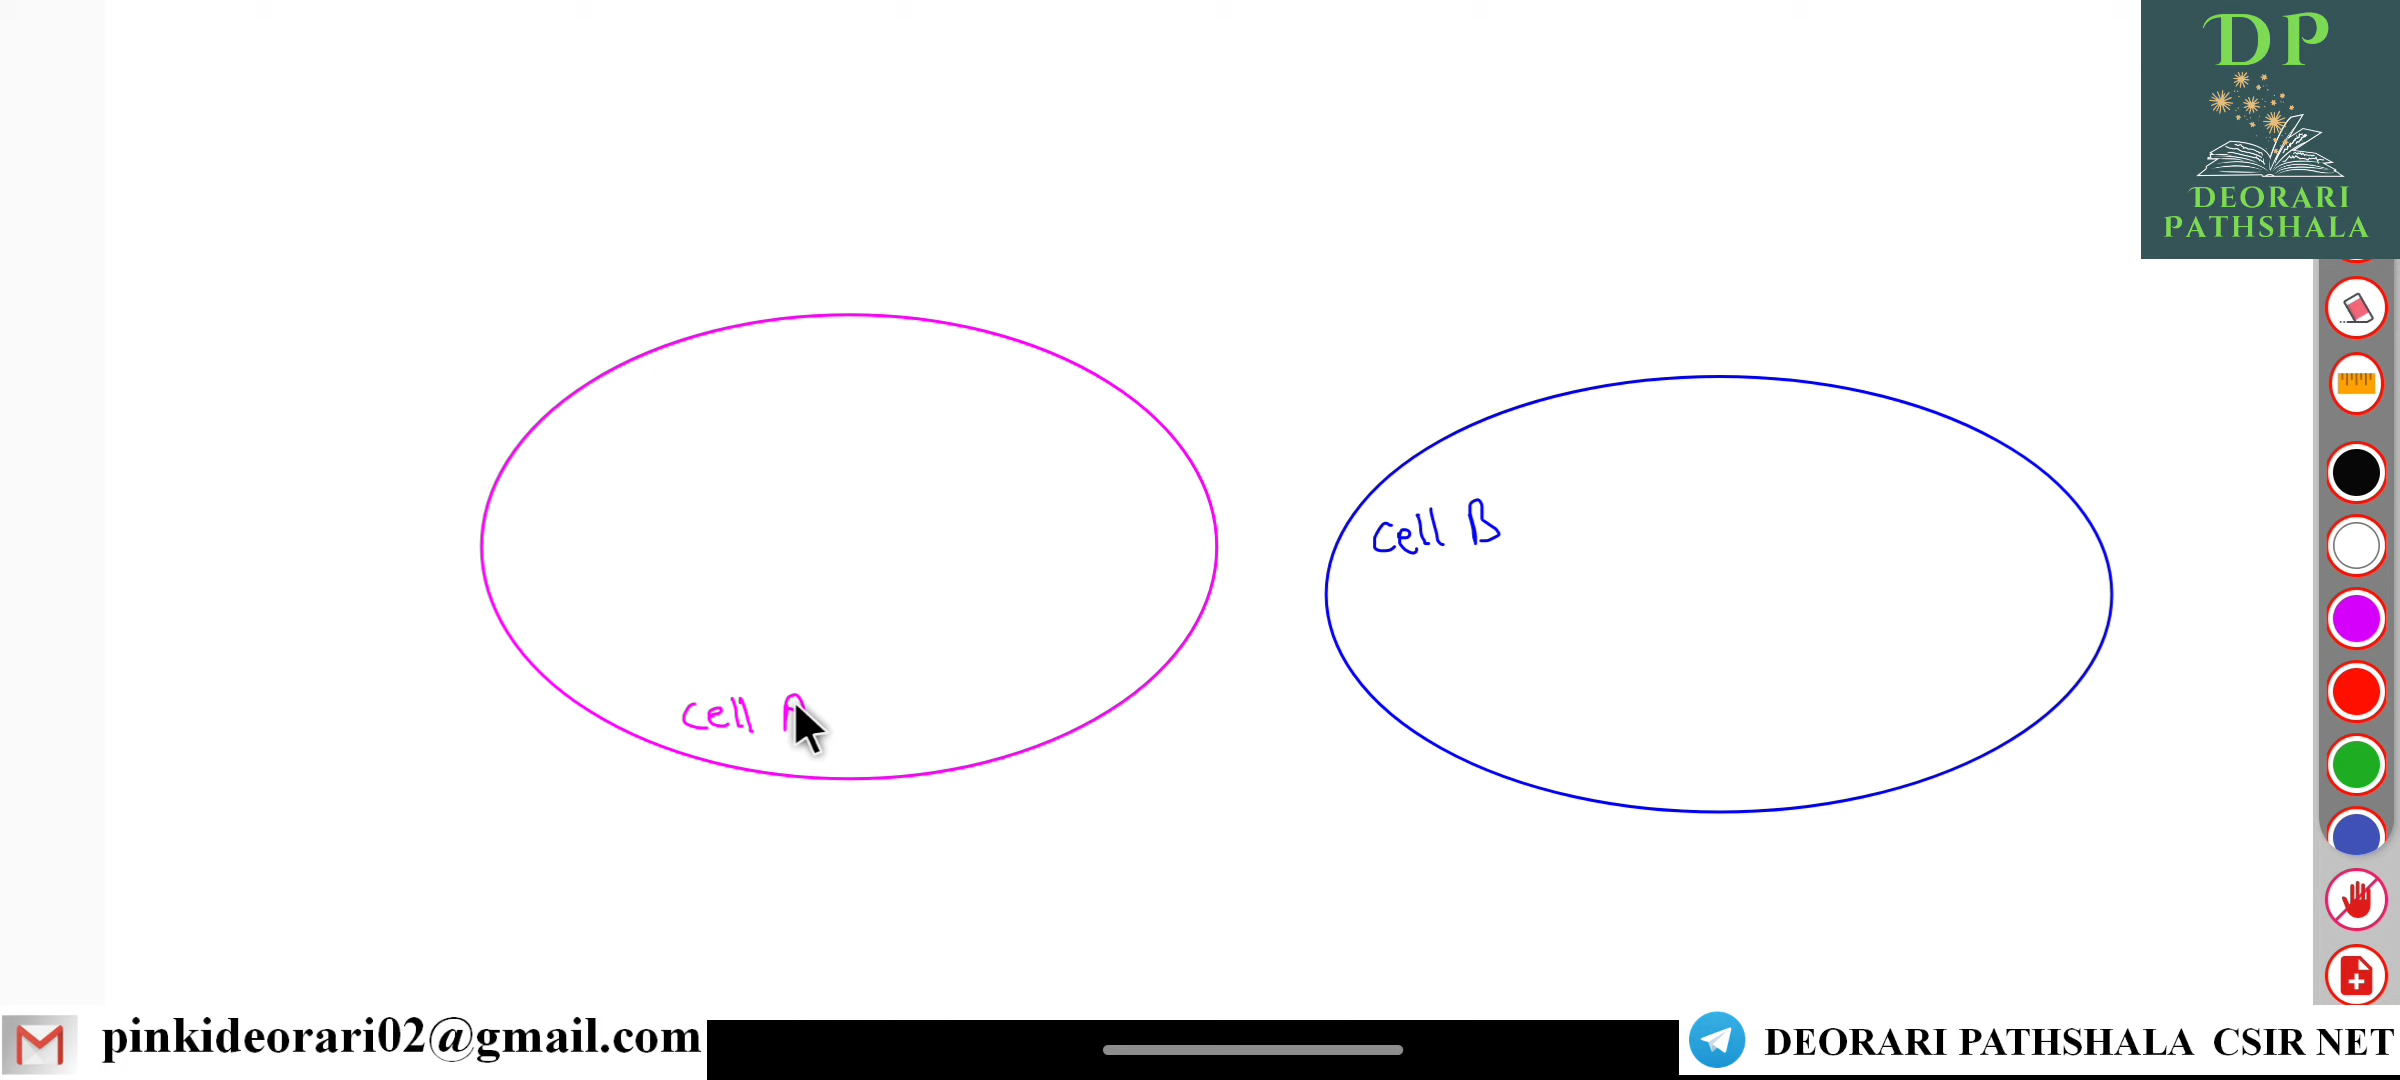 DP
DEORARI
PATHSHALA
cell B
cell A
pinkideorari02@gmail.com
DEORARI PATHSHALA CSIR NET